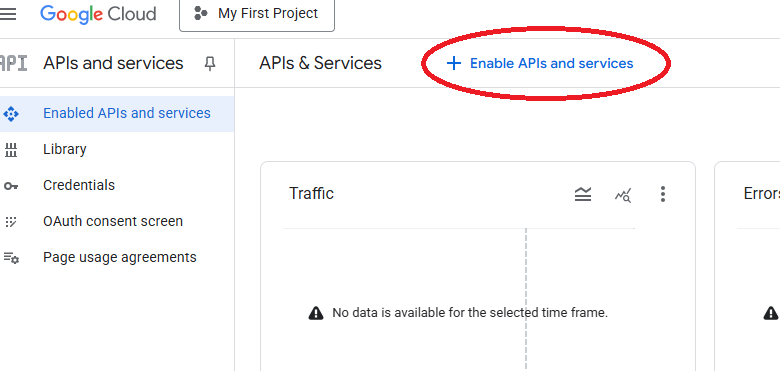 Google Cloud
My First Project
API
APIs and services
APIs & Services
+ Enable APIs and services
Enabled APIs and services
Library
Credentials
OAuth consent screen
Page usage agreements
Traffic
Errors
No data is available for the selected time frame.